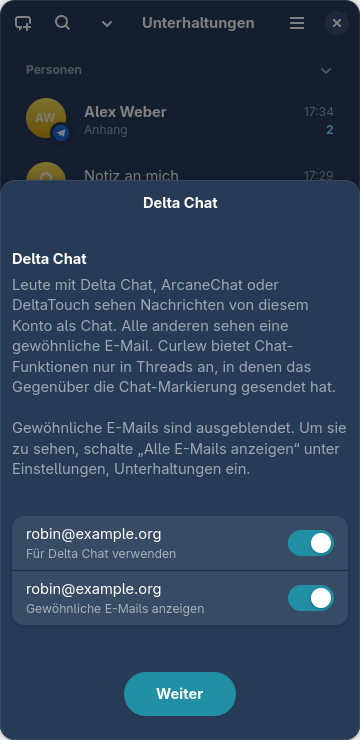 Unterhaltungen
Personen
AW
Alex Weber
17:34
Anhang
2
Notiz an mich
17:29
Delta Chat
Delta Chat
Leute mit Delta Chat, ArcaneChat oder
DeltaTouch sehen Nachrichten von diesem
Konto als Chat. Alle anderen sehen eine
gewöhnliche E-Mail. Curlew bietet Chat-
Funktionen nur in Threads an, in denen das
Gegenüber die Chat-Markierung gesendet hat.
Gewöhnliche E-Mails sind ausgeblendet. Um sie
zu sehen, schalte „Alle E-Mails anzeigen“ unter
Einstellungen, Unterhaltungen ein.
robin@example.org
Für Delta Chat verwenden
robin@example.org
Gewöhnliche E-Mails anzeigen
Weiter